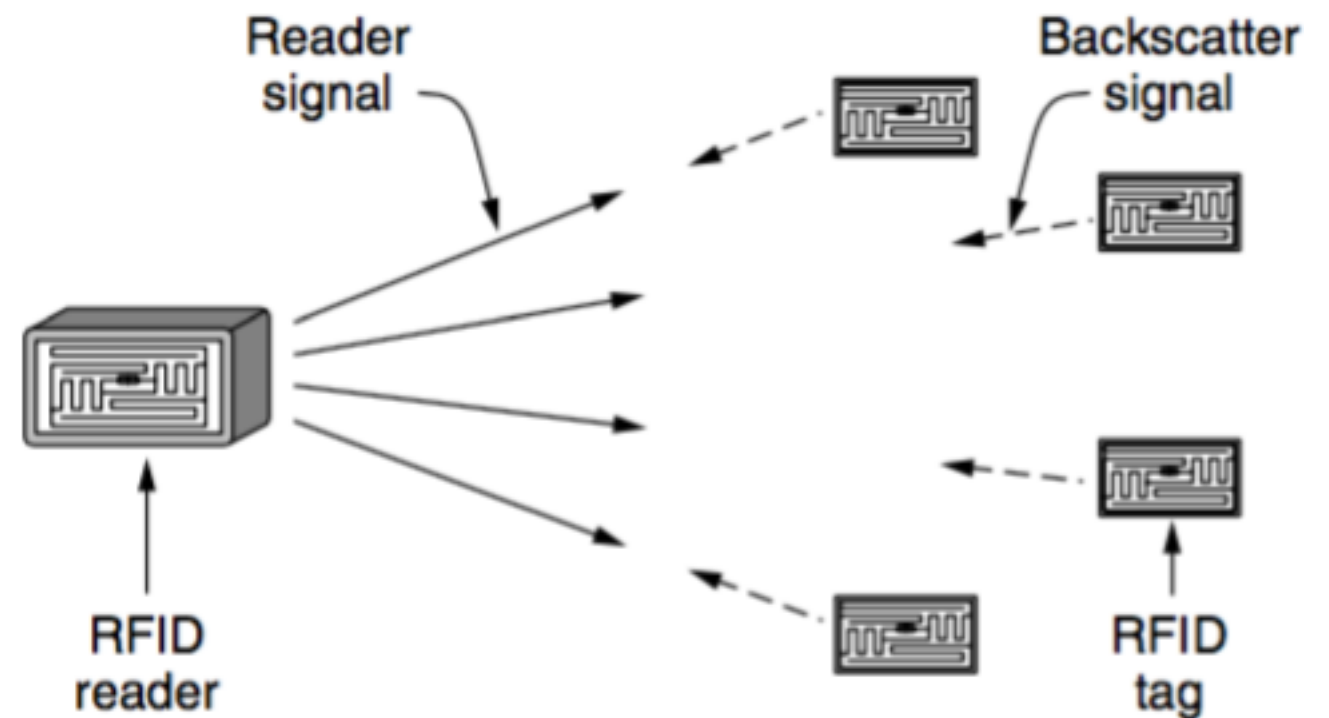 Reader
signal
Backscatter
signal
RFID
reader
RFID
tag